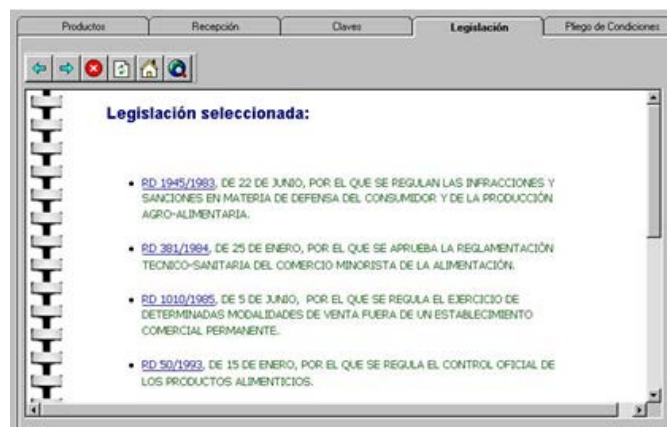 Productos
Recepción
Claves
Legislación
Pliego de Condiciones
Legislación seleccionada:
RD 1945/1983, DE 22 DE JUNIO, POR EL QUE SE REGULAN LAS INFRACCIONES Y
SANCIONES EN MATERIA DE DEFENSA DEL CONSUMIDOR Y DE LA PRODUCCIÓN
AGRO-ALIMENTARIA.
RD 381/1984, DE 25 DE ENERO, POR EL QUE SE APRUEBA LA REGLAMENTACIÓN
TECNICO-SANITARIA DEL COMERCIO MINORISTA DE LA ALIMENTACIÓN.
RD 1010/1985, DE 5 DE JUNIO, POR EL QUE SE REGULA EL EJERCICIO DE
DETERMINADAS MODALIDADES DE VENTA FUERA DE UN ESTABLECIMIENTO
COMERCIAL PERMANENTE.
RD 50/1993, DE 15 DE ENERO, POR EL QUE SE REGULA EL CONTROL OFICIAL DE
LOS PRODUCTOS ALIMENTICIOS.